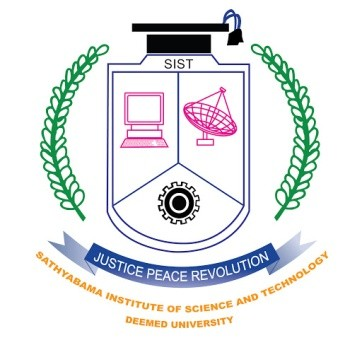 SIST
JUSTICE PEACE REVOLUTION
SATHYABAMA INSTITUTE OF SCIENCE AND TECHNOLOGY
DEEMED UNIVERSITY